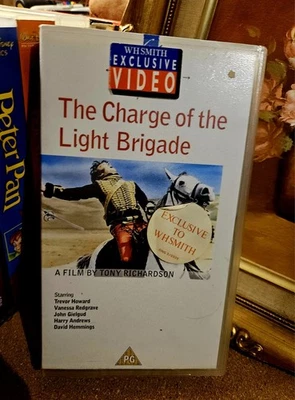 WHSMITH
EXCLUSIVE
VIDEO
The Charge of the
Light Brigade
EXCLUSIVE
TO
WHSMITH
A FILM BY TONY RICHARDSON
Starring
Trevor Howard
Vanessa Redgrave
John Gielgud
Harry Andrews
David Hemmings
PG
Peter Pan